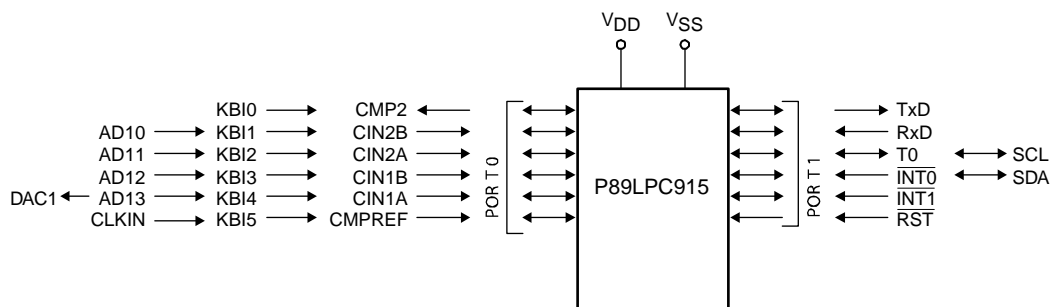 VDD VSS
KBI0 CMP2 TxD
AD10 KBI1 CIN2B RxD
AD11 KBI2 CIN2A T0 SCL
AD12 KBI3 CIN1B INT0 SDA
DAC1 AD13 KBI4 CIN1A INT1
CLKIN KBI5 CMPREF RST
PORT 0
P89LPC915
PORT 1